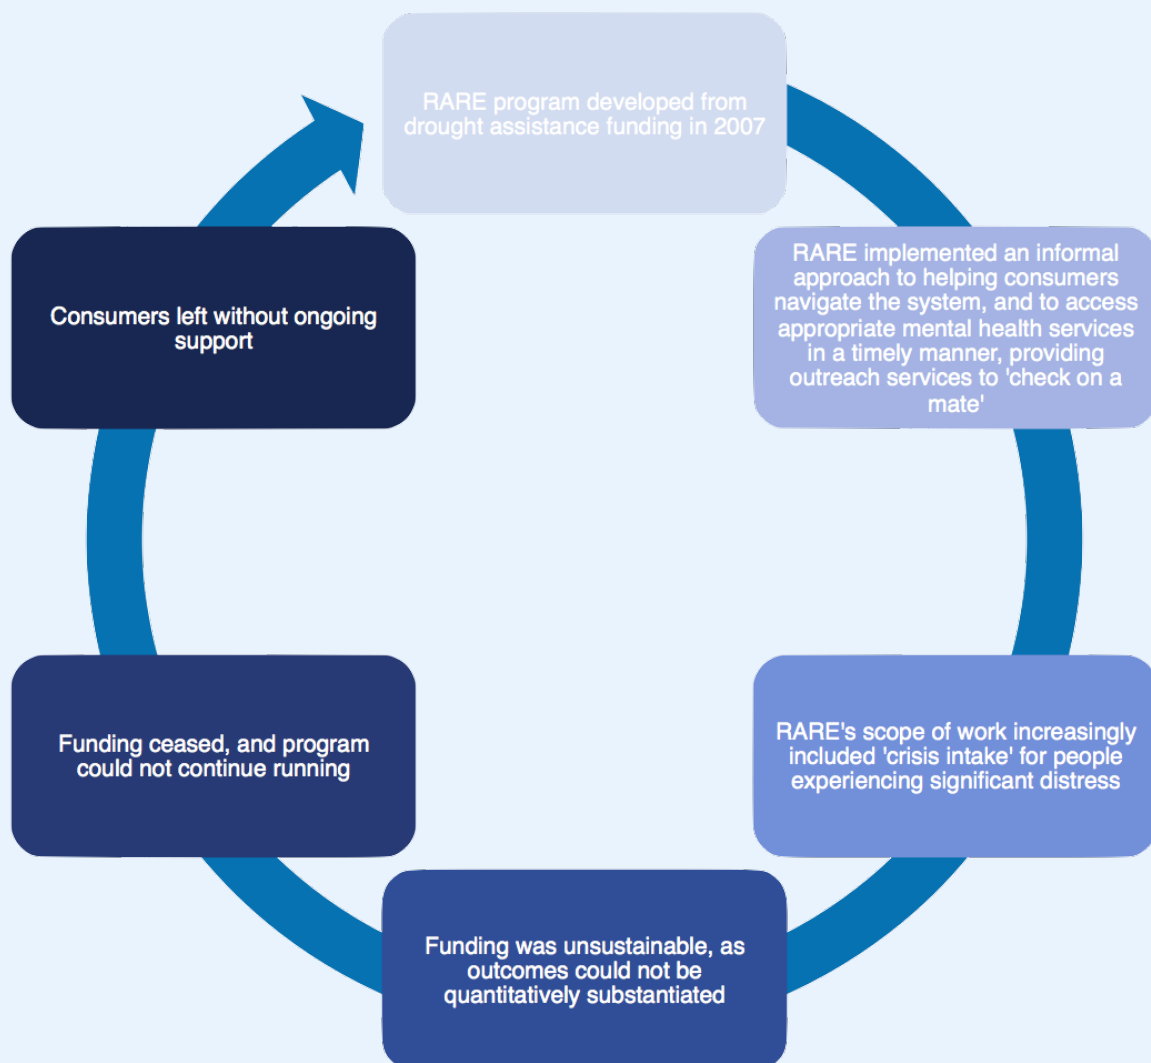 RARE program developed from
drought assistance funding in 2007
RARE implemented an informal
approach to helping consumers
navigate the system, and to access
appropriate mental health services
in a timely manner, providing
outreach services to 'check on a
mate'
RARE's scope of work increasingly
included 'crisis intake' for people
experiencing significant distress
Funding was unsustainable, as
outcomes could not be
quantitatively substantiated
Funding ceased, and program
could not continue running
Consumers left without ongoing
support